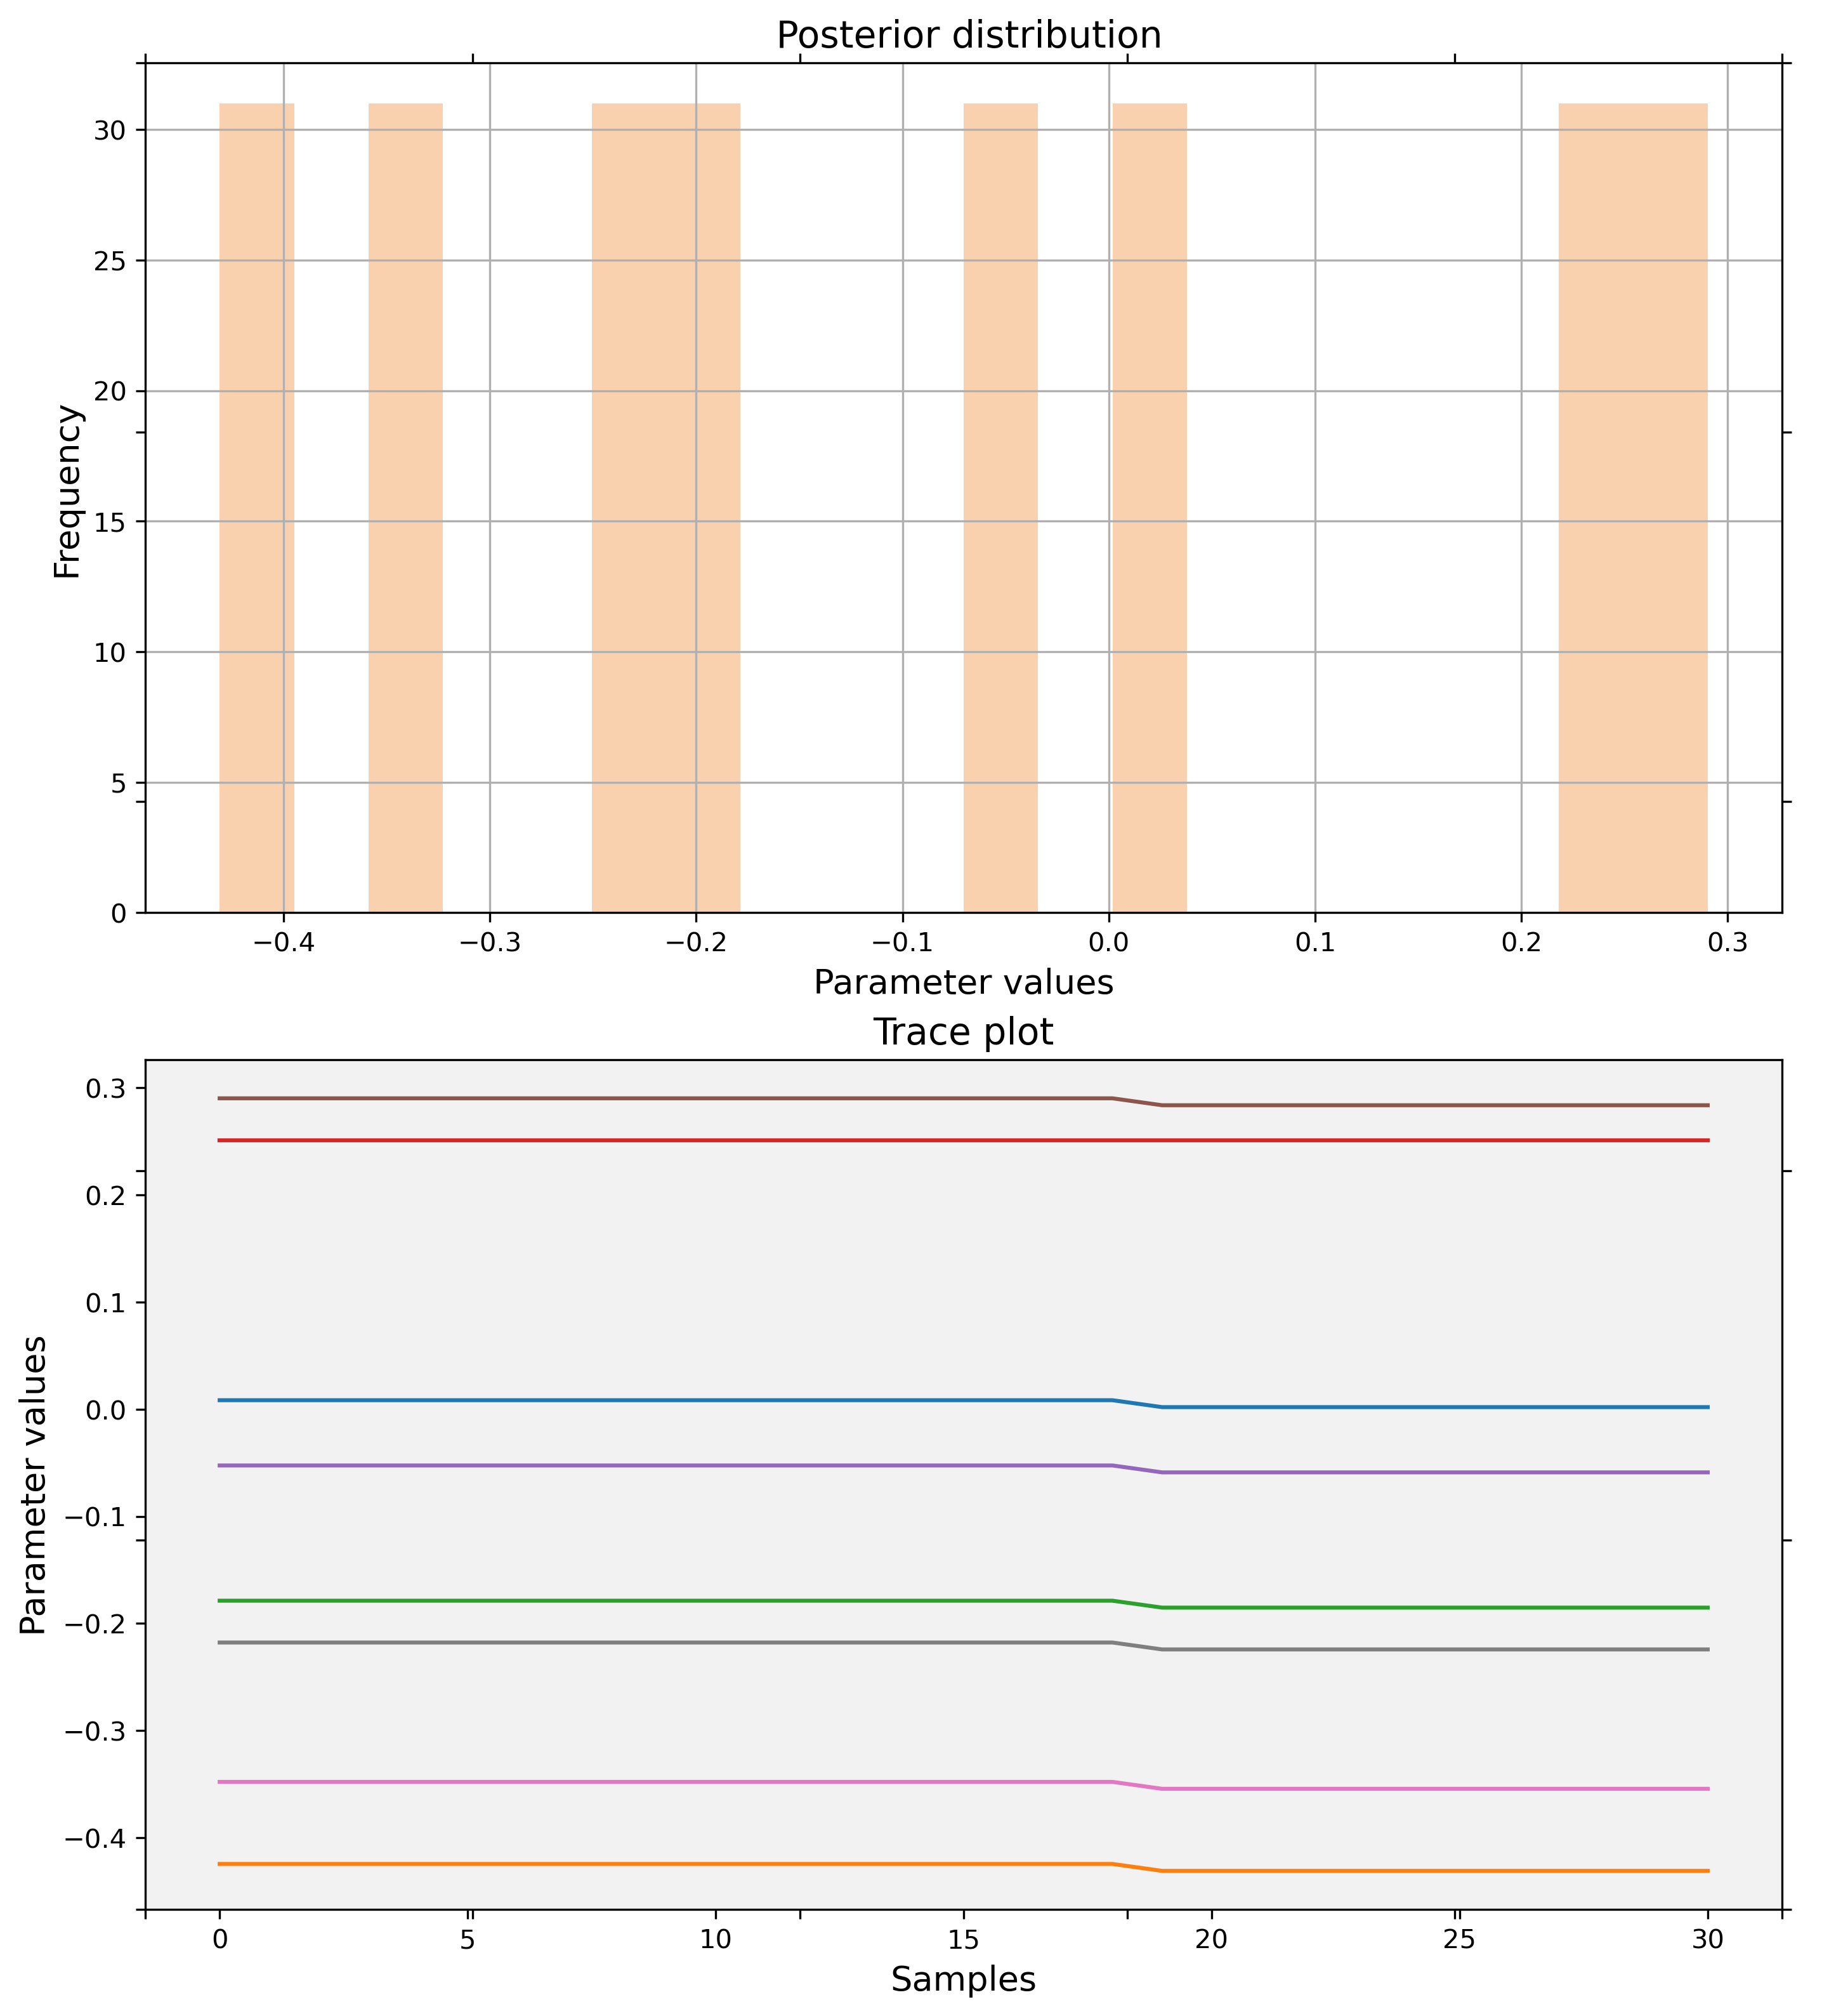 Posterior distribution
30
25
20
15
10
5
0
Frequency
−0.4 −0.3 −0.2 −0.1 0.0 0.1 0.2 0.3
Parameter values
Trace plot
0.3
0.2
0.1
0.0
−0.1
−0.2
−0.3
−0.4
Parameter values
0 5 10 15 20 25 30
Samples